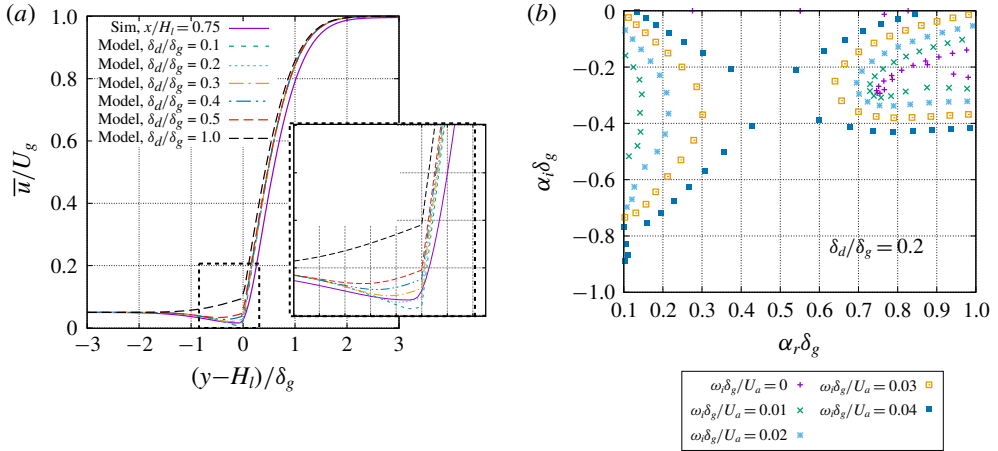 (a)
Sim, x/H_l = 0.75
Model, δ_d/δ_g = 0.1
Model, δ_d/δ_g = 0.2
Model, δ_d/δ_g = 0.3
Model, δ_d/δ_g = 0.4
Model, δ_d/δ_g = 0.5
Model, δ_d/δ_g = 1.0
1.0
0.8
0.6
0.4
0.2
0
u̅/U_g
−3 −2 −1 0 1 2 3
(y−H_l)/δ_g
(b)
0
−0.2
−0.4
−0.6
−0.8
−1.0
α_iδ_g
δ_d/δ_g = 0.2
0.1 0.2 0.3 0.4 0.5 0.6 0.7 0.8 0.9 1.0
α_rδ_g
ω_iδ_g/U_a = 0
ω_iδ_g/U_a = 0.01
ω_iδ_g/U_a = 0.02
ω_iδ_g/U_a = 0.03
ω_iδ_g/U_a = 0.04